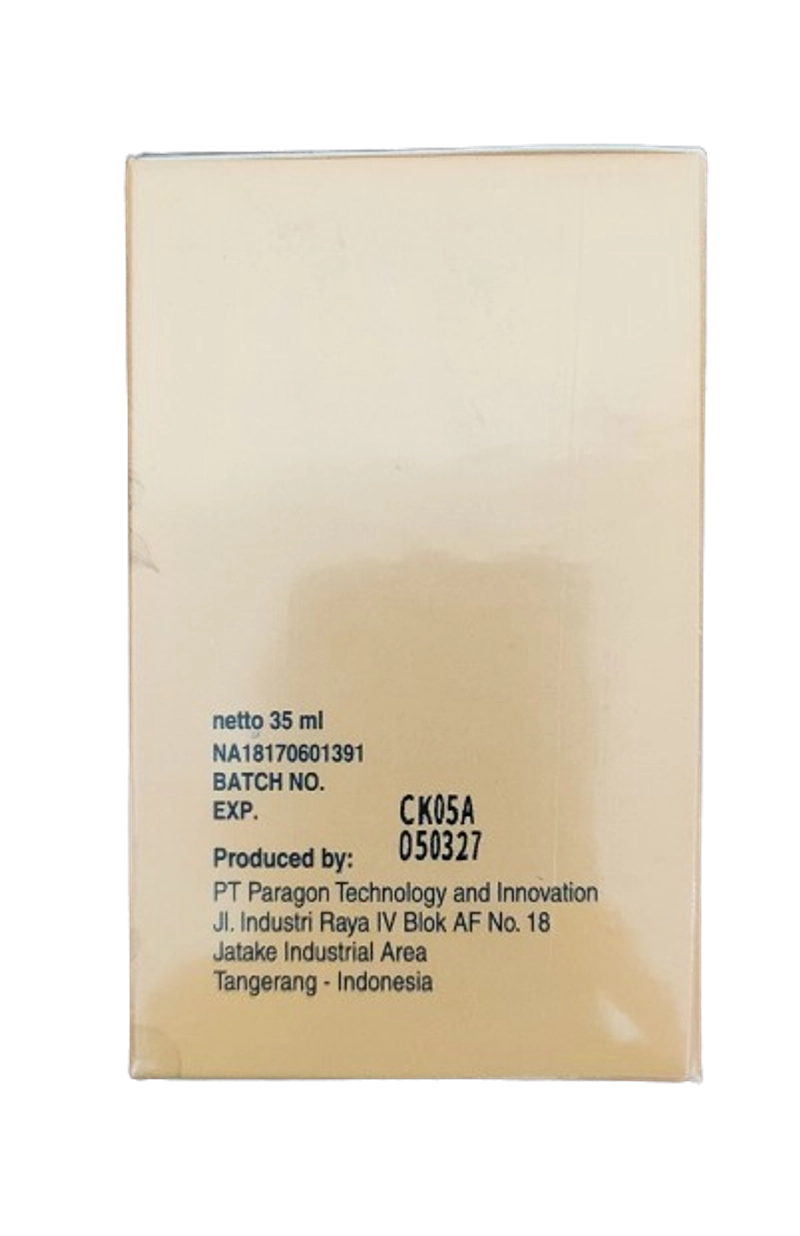 netto 35 ml
NA18170601391
BATCH NO.
EXP.
CK05A
050327
Produced by:
PT Paragon Technology and Innovation
Jl. Industri Raya IV Blok AF No. 18
Jatake Industrial Area
Tangerang - Indonesia